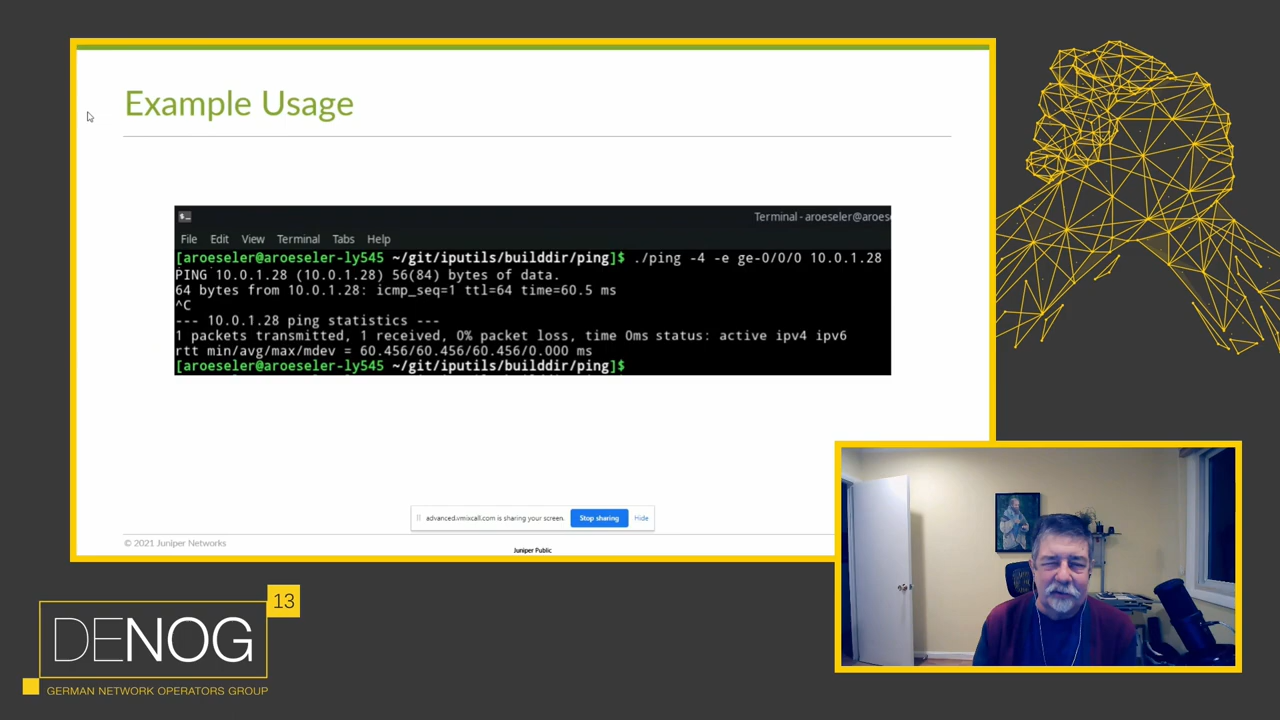 Example Usage
Terminal - aroeseler@aroes
File Edit View Terminal Tabs Help
[aroeseler@aroeseler-ly545 ~/git/iputils/builddir/ping]$ ./ping -4 -e ge-0/0/0 10.0.1.28
PING 10.0.1.28 (10.0.1.28) 56(84) bytes of data.
64 bytes from 10.0.1.28: icmp_seq=1 ttl=64 time=60.5 ms
^C
--- 10.0.1.28 ping statistics ---
1 packets transmitted, 1 received, 0% packet loss, time 0ms status: active ipv4 ipv6
rtt min/avg/max/mdev = 60.456/60.456/60.456/0.000 ms
[aroeseler@aroeseler-ly545 ~/git/iputils/builddir/ping]$
advanced.vmixcall.com is sharing your screen. Stop sharing Hide
© 2021 Juniper Networks
Juniper Public
13
DENOG
GERMAN NETWORK OPERATORS GROUP